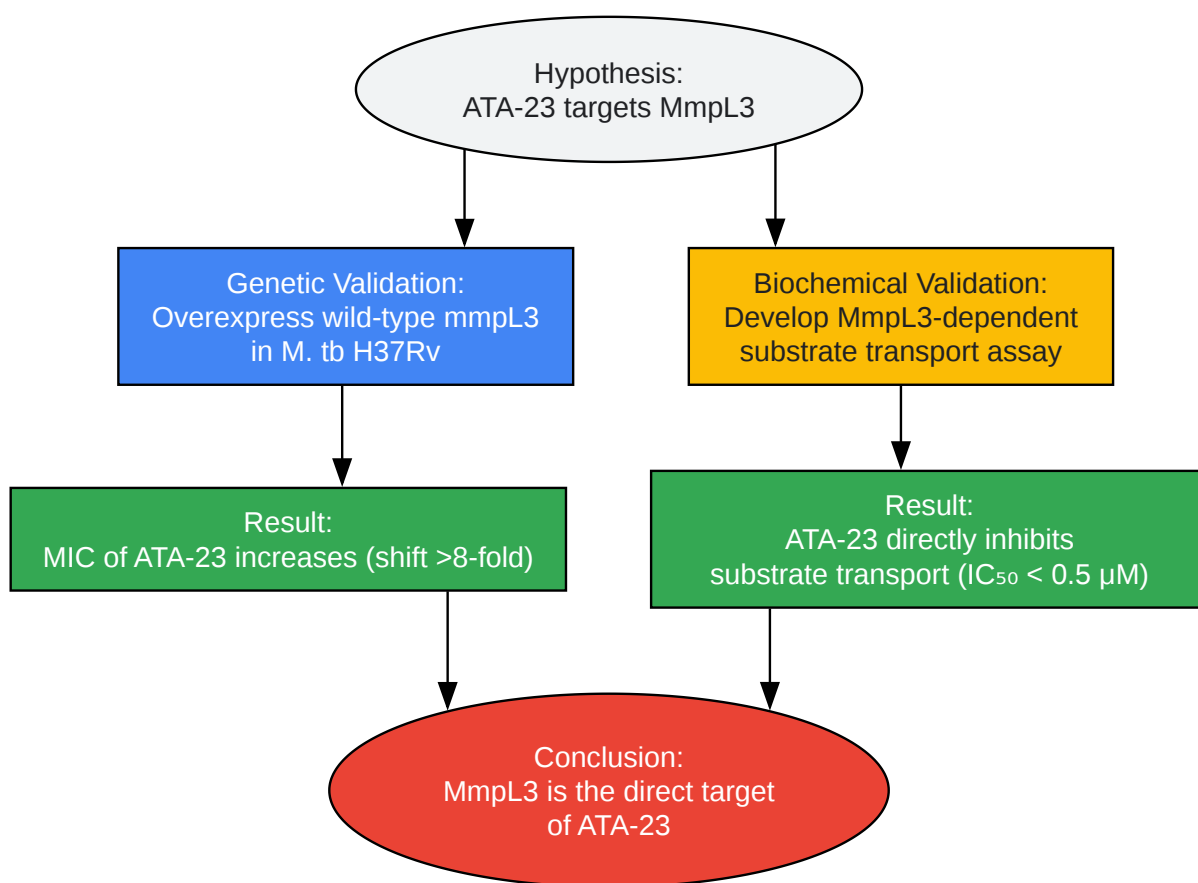 Hypothesis:
ATA-23 targets MmpL3
Genetic Validation:
Overexpress wild-type mmpL3
in M. tb H37Rv
Biochemical Validation:
Develop MmpL3-dependent
substrate transport assay
Result:
MIC of ATA-23 increases (shift >8-fold)
Result:
ATA-23 directly inhibits
substrate transport (IC₅₀ < 0.5 μM)
Conclusion:
MmpL3 is the direct target
of ATA-23